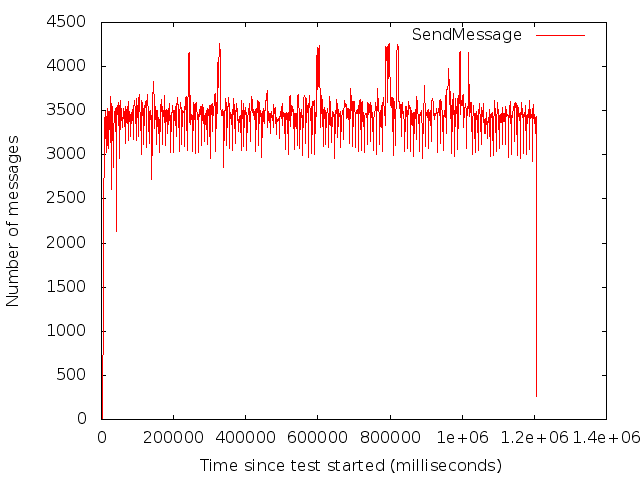 SendMessage
4500
4000
3500
3000
2500
2000
1500
1000
500
0
Number of messages
0 200000 400000 600000 800000 1e+06 1.2e+06 1.4e+06
Time since test started (milliseconds)